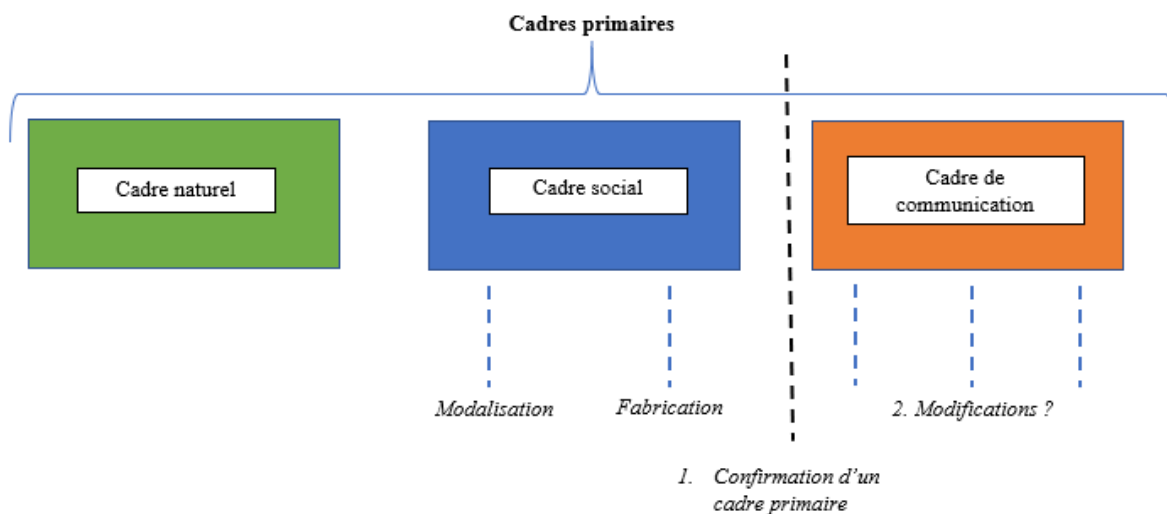 Cadres primaires
Cadre naturel
Cadre social
Cadre de
communication
Modalisation
Fabrication
2. Modifications ?
1. Confirmation d’un
cadre primaire